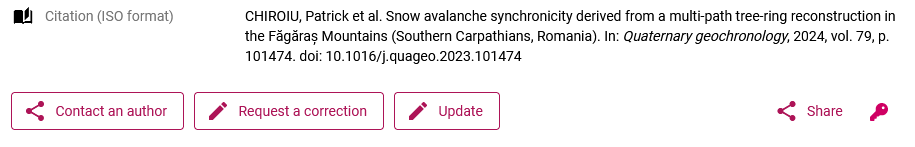 Citation (ISO format)
CHIROIU, Patrick et al. Snow avalanche synchronicity derived from a multi-path tree-ring reconstruction in
the Făgăraș Mountains (Southern Carpathians, Romania). In: Quaternary geochronology, 2024, vol. 79, p.
101474. doi: 10.1016/j.quageo.2023.101474
Contact an author
Request a correction
Update
Share